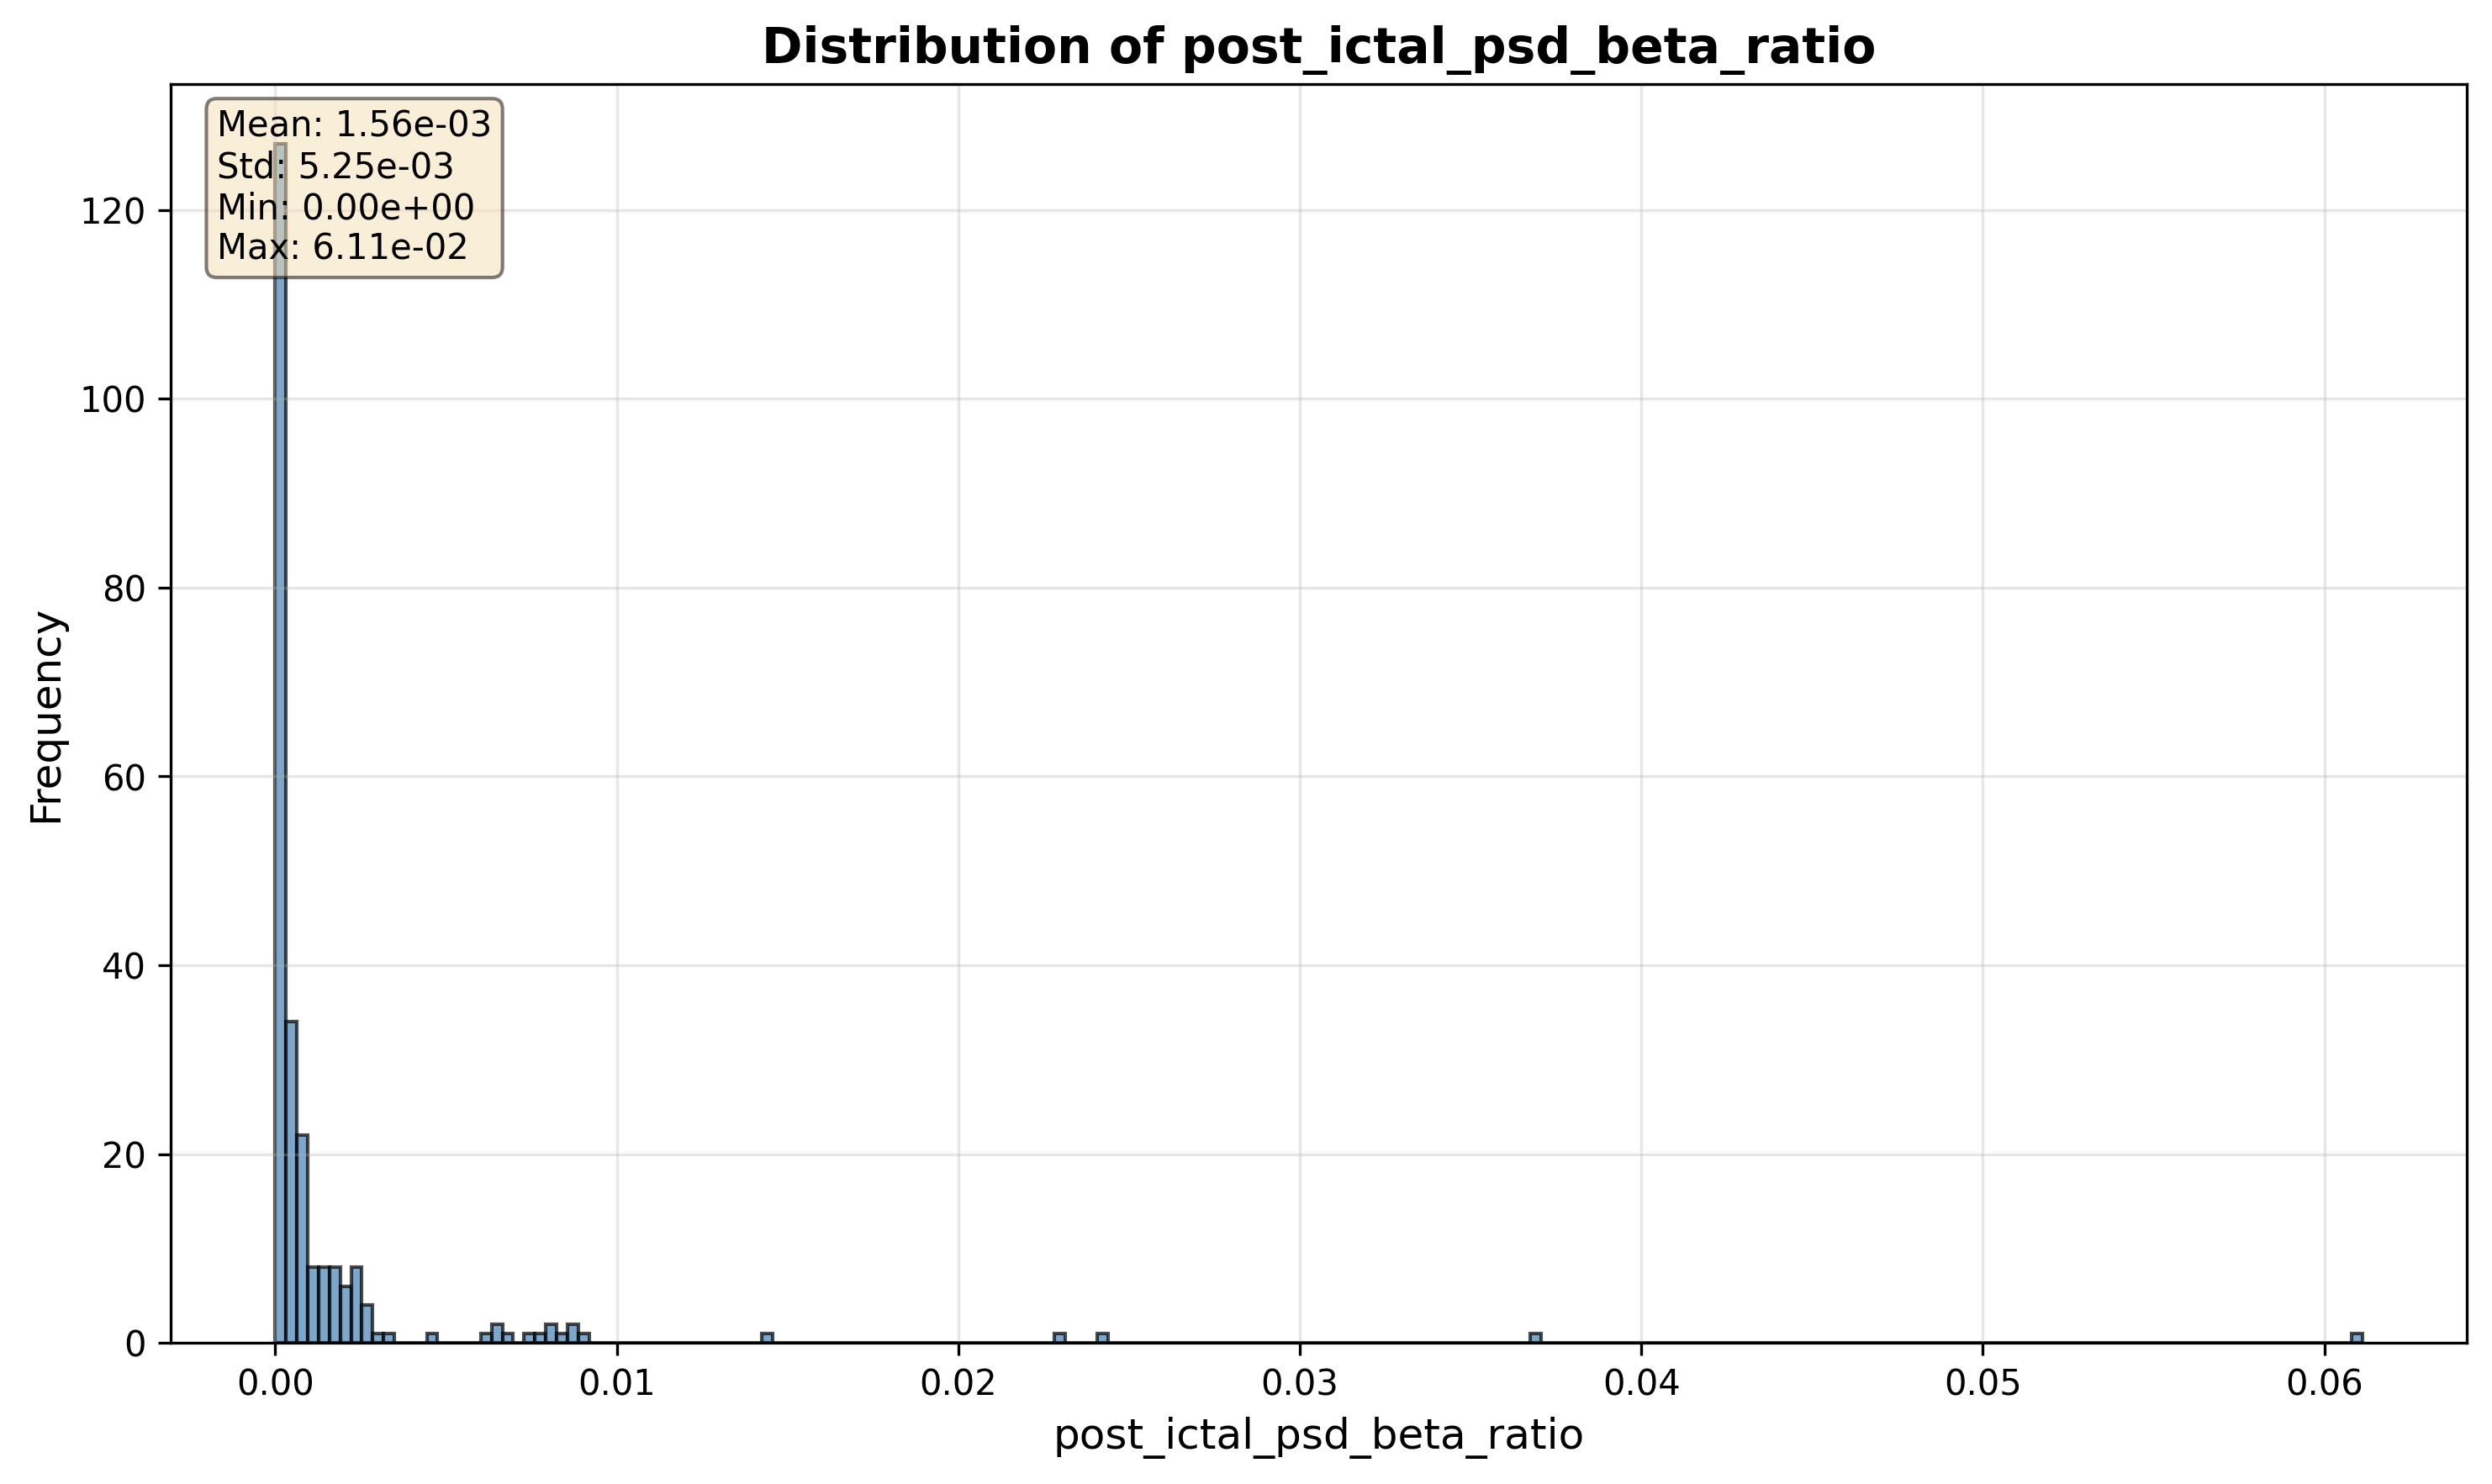 Distribution of post_ictal_psd_beta_ratio
Mean: 1.56e-03
Std: 5.25e-03
Min: 0.00e+00
Max: 6.11e-02
Frequency
120
100
80
60
40
20
0
0.00 0.01 0.02 0.03 0.04 0.05 0.06
post_ictal_psd_beta_ratio